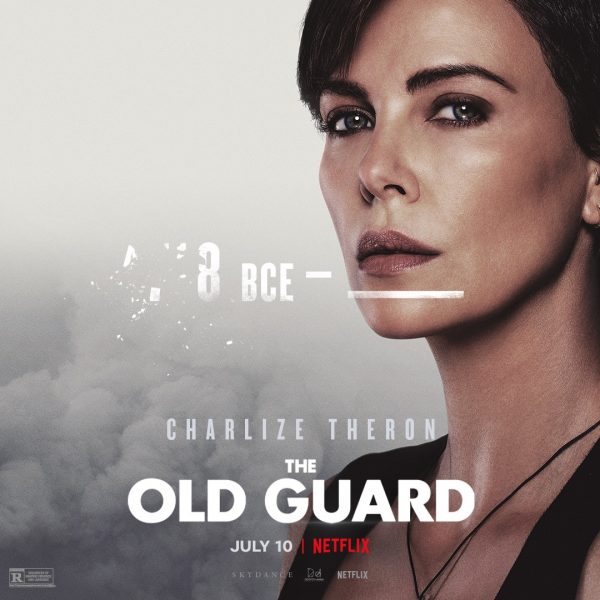 8 BCE –
CHARLIZE THERON
THE
OLD GUARD
JULY 10 | NETFLIX
R
SKYDANCE
NETFLIX